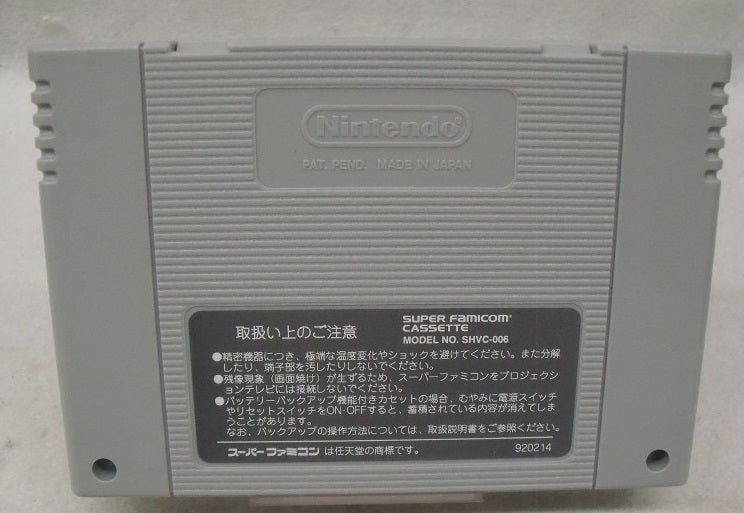 Nintendo
PAT. PEND. MADE IN JAPAN
取扱い上のご注意
SUPER FAMICOM
CASSETTE
MODEL NO. SHVC-006
●精密機器につき、極端な温度変化やショックを避けてください。また分解
したり、端子部を汚したりしないでください。
●残像現象（画面焼け）が生ずるため、スーパーファミコンをプロジェクショ
ンテレビには接続しないでください。
●バッテリーバックアップ機能付きカセットの場合、むやみに電源スイッチ
やリセットスイッチをON·OFFすると、蓄積されている内容が消えてしま
うことがあります。
なお、バックアップの操作方法については、取扱説明書をご参照ください。
スーパーファミコン は任天堂の商標です。
920214